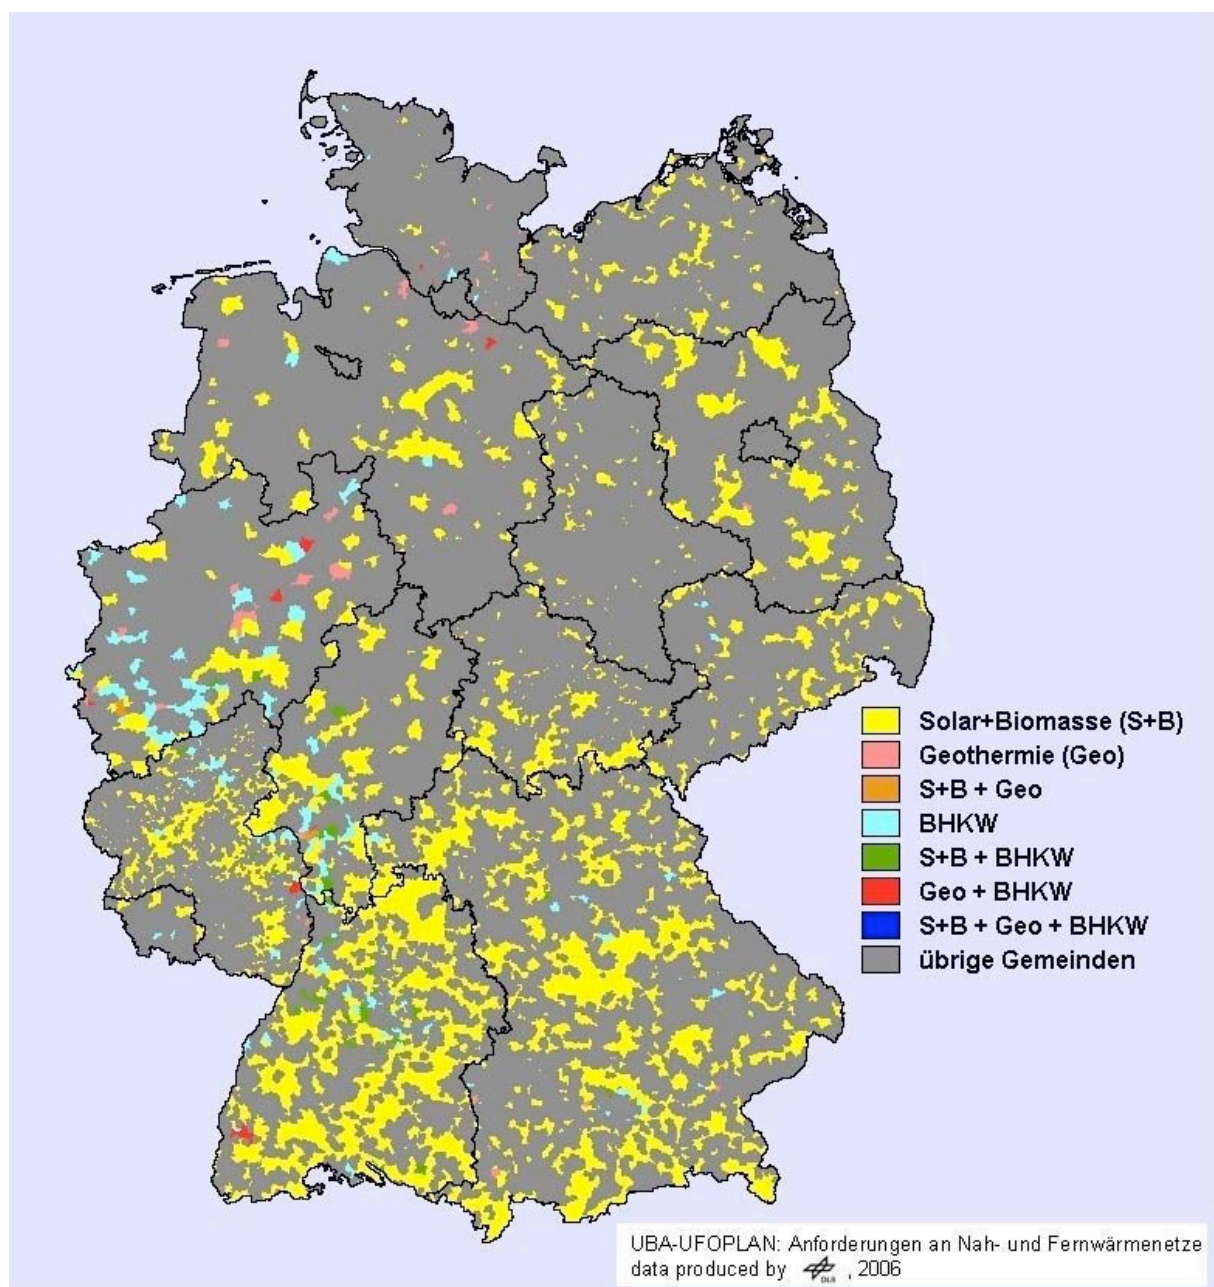 Solar+Biomasse (S+B)
Geothermie (Geo)
S+B + Geo
BHKW
S+B + BHKW
Geo + BHKW
S+B + Geo + BHKW
übrige Gemeinden
UBA-UFOPLAN: Anforderungen an Nah- und Fernwärmenetze
data produced by DLR , 2006